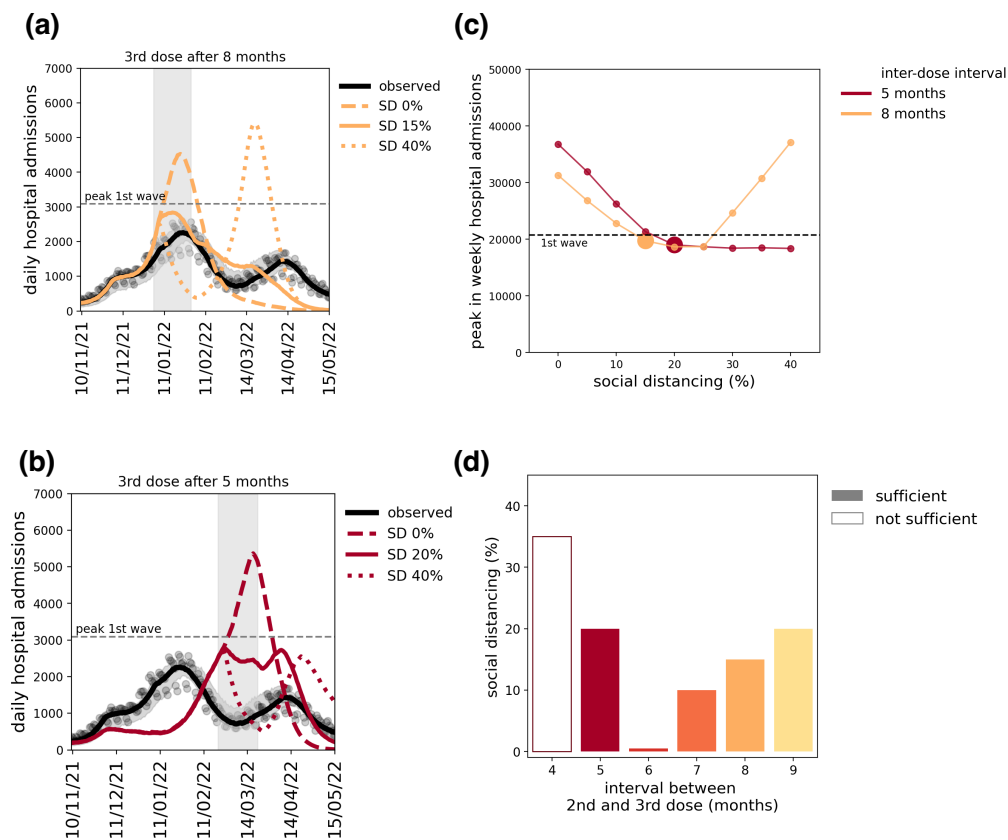 (a)
3rd dose after 8 months
daily hospital admissions
7000
6000
5000
4000
3000
2000
1000
0
peak 1st wave
10/11/21
11/12/21
11/01/22
11/02/22
14/03/22
14/04/22
15/05/22
observed
SD 0%
SD 15%
SD 40%
(c)
peak in weekly hospital admissions
50000
40000
30000
20000
10000
0
1st wave
0
10
20
30
40
social distancing (%)
inter-dose interval
5 months
8 months
(b)
3rd dose after 5 months
daily hospital admissions
7000
6000
5000
4000
3000
2000
1000
0
peak 1st wave
10/11/21
11/12/21
11/01/22
11/02/22
14/03/22
14/04/22
15/05/22
observed
SD 0%
SD 20%
SD 40%
(d)
social distancing (%)
40
30
20
10
0
4
5
6
7
8
9
interval between
2nd and 3rd dose (months)
sufficient
not sufficient